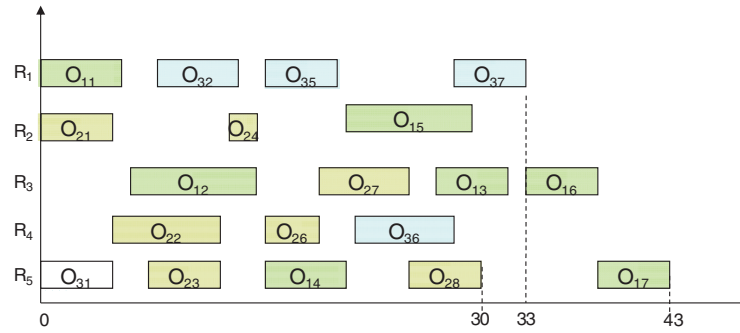 R1 O11 O32 O35 O37
R2 O21 O24 O15
R3 O12 O27 O13 O16
R4 O22 O26 O36
R5 O31 O23 O14 O28 O17
0 30 33 43